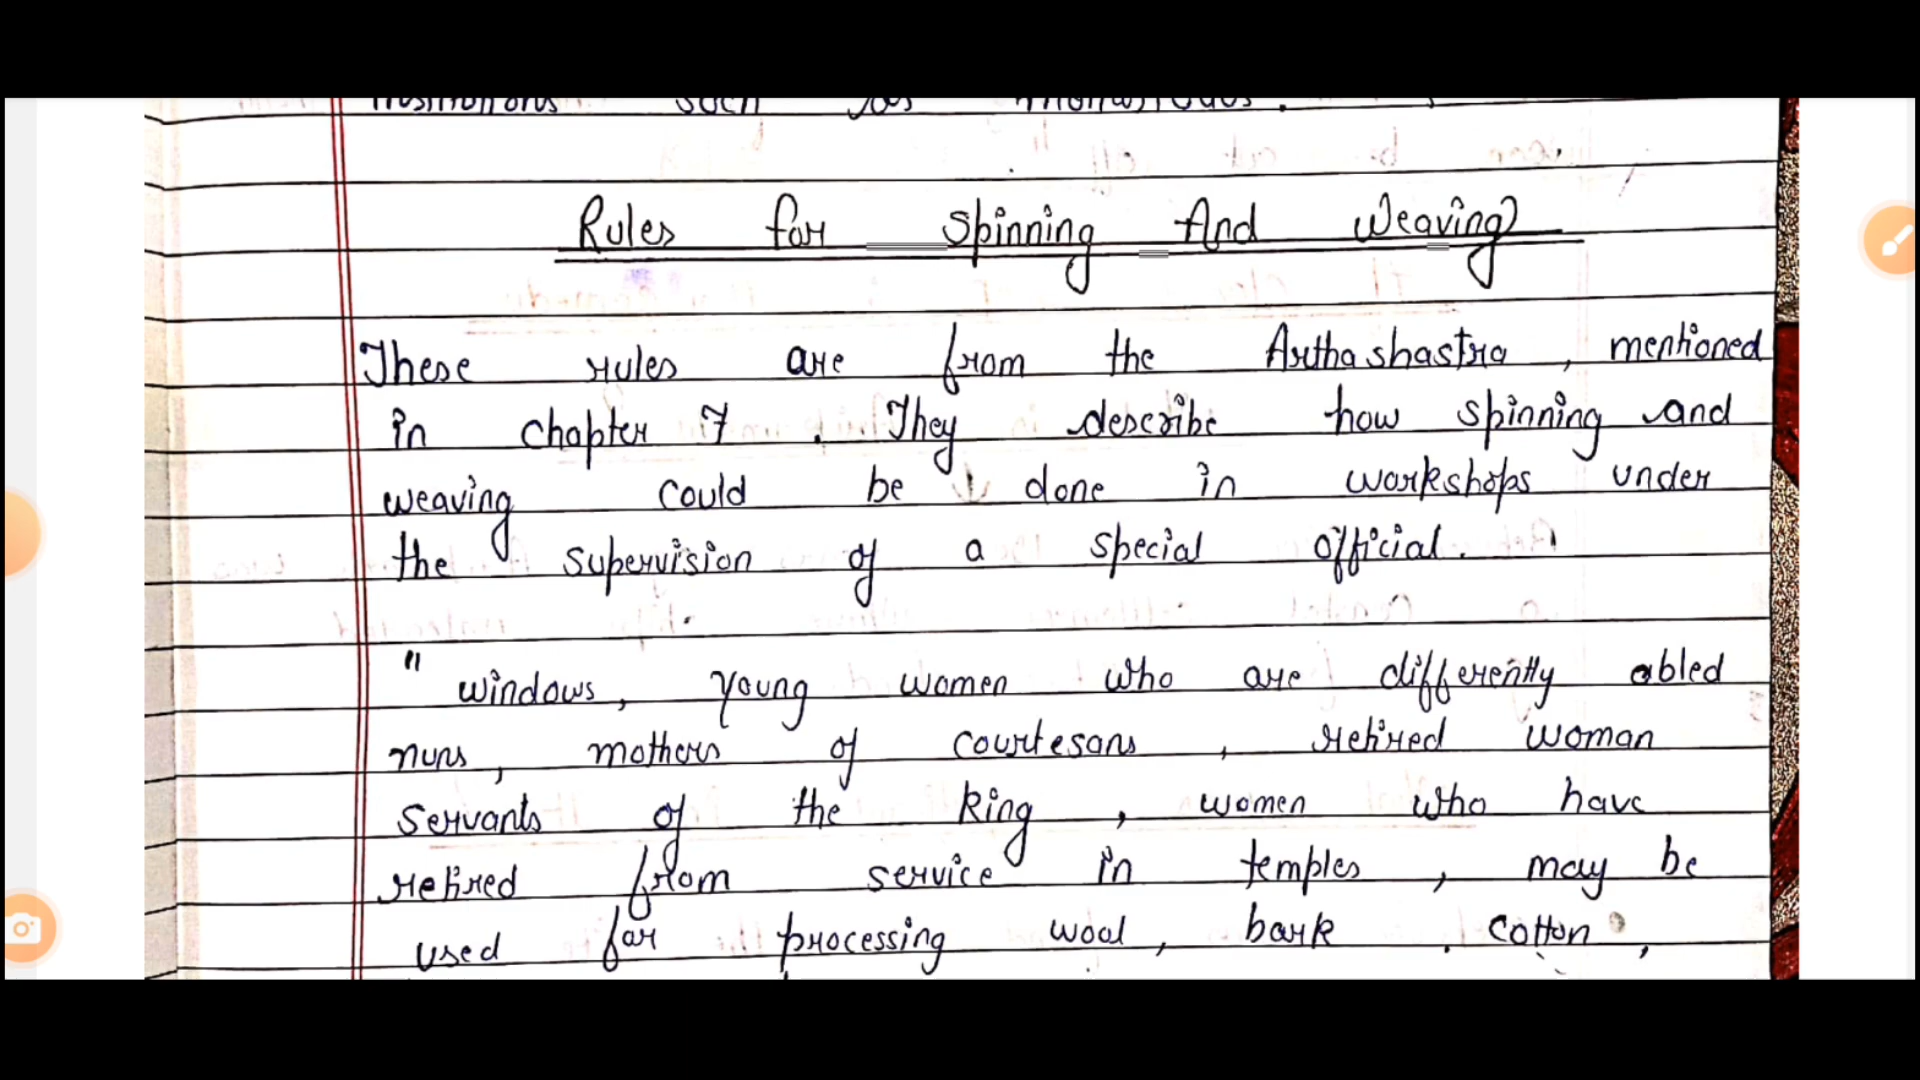 such as
Rules for spinning And weaving
These rules are from the Arthashastra, mentioned
in chapter 7. They describe how spinning and
weaving could be done in workshops under
the supervision of a special official.
" windows, young women who are differently abled
nuns, mothers of courtesans, retired woman
servants of the king, women who have
retired from service in temples, may be
used for processing wool, bark. cotton,